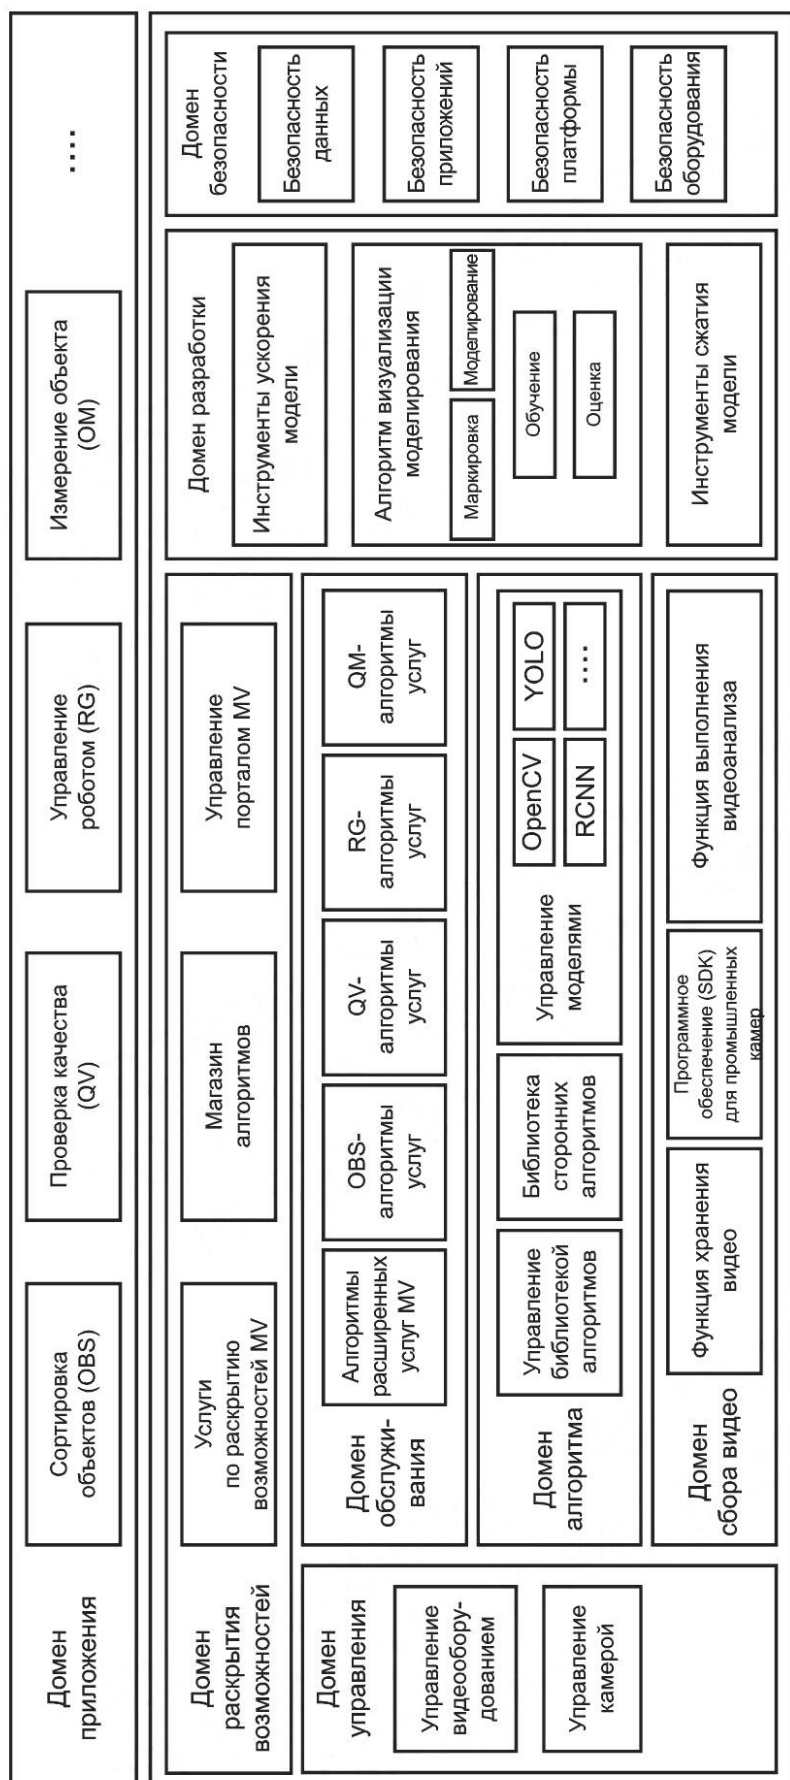 Домен
приложения
Сортировка
объектов (OBS)
Проверка качества
(QV)
Управление
роботом (RG)
Измерение объекта
(OM)
....
Домен
раскрытия
возможностей
Услуги
по раскрытию
возможностей MV
Магазин
алгоритмов
Управление
порталом MV
Домен
управления
Управление
видеообору-
дованием
Управление
камерой
Домен
обслужи-
вания
Алгоритмы
расширенных
услуг MV
OBS-
алгоритмы
услуг
QV-
алгоритмы
услуг
RG-
алгоритмы
услуг
QM-
алгоритмы
услуг
Домен
алгоритма
Управление
библиотекой
алгоритмов
Библиотека
сторонних
алгоритмов
Управление
моделями
OpenCV
YOLO
RCNN
....
Домен
сбора видео
Функция хранения
видео
Программное
обеспечение (SDK)
для промышленных
камер
Функция выполнения
видеоанализа
Домен разработки
Инструменты ускорения
модели
Алгоритм визуализации
моделирования
Маркировка
Моделирование
Обучение
Оценка
Инструменты сжатия
модели
Домен
безопасности
Безопасность
данных
Безопасность
приложений
Безопасность
платформы
Безопасность
оборудования